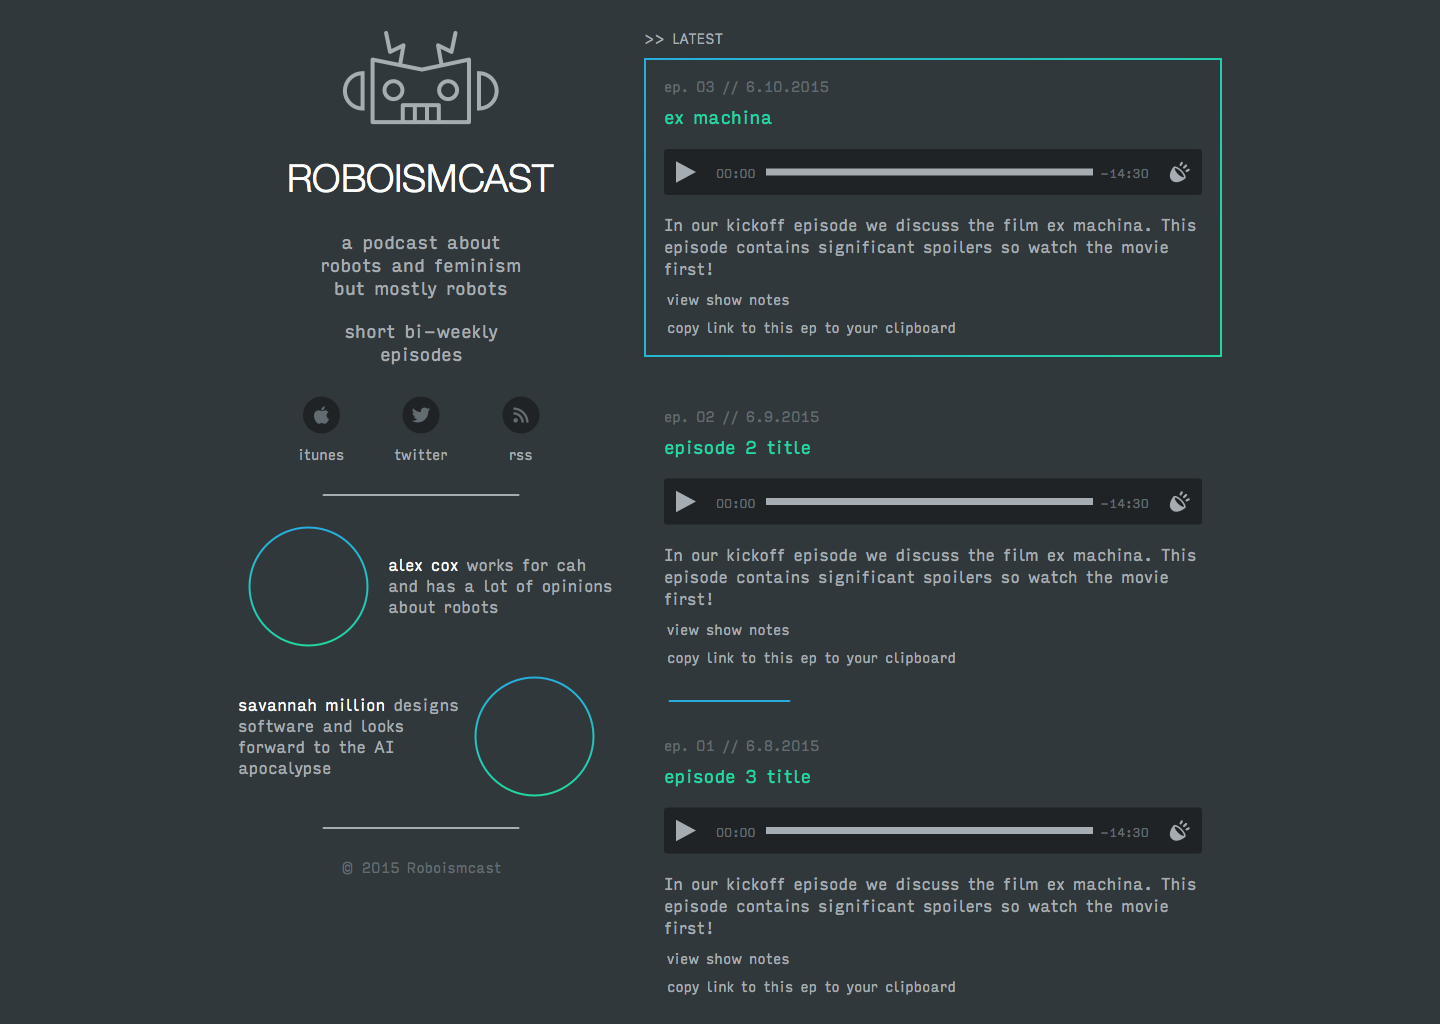 ROBOISMCAST
a podcast about
robots and feminism
but mostly robots
short bi-weekly
episodes
itunes
twitter
rss
alex cox works for cah
and has a lot of opinions
about robots
savannah million designs
software and looks
forward to the AI
apocalypse
© 2015 Roboismcast
>> LATEST
ep. 03 // 6.10.2015
ex machina
00:00
-14:30
In our kickoff episode we discuss the film ex machina. This
episode contains significant spoilers so watch the movie
first!
view show notes
copy link to this ep to your clipboard
ep. 02 // 6.9.2015
episode 2 title
00:00
-14:30
In our kickoff episode we discuss the film ex machina. This
episode contains significant spoilers so watch the movie
first!
view show notes
copy link to this ep to your clipboard
ep. 01 // 6.8.2015
episode 3 title
00:00
-14:30
In our kickoff episode we discuss the film ex machina. This
episode contains significant spoilers so watch the movie
first!
view show notes
copy link to this ep to your clipboard